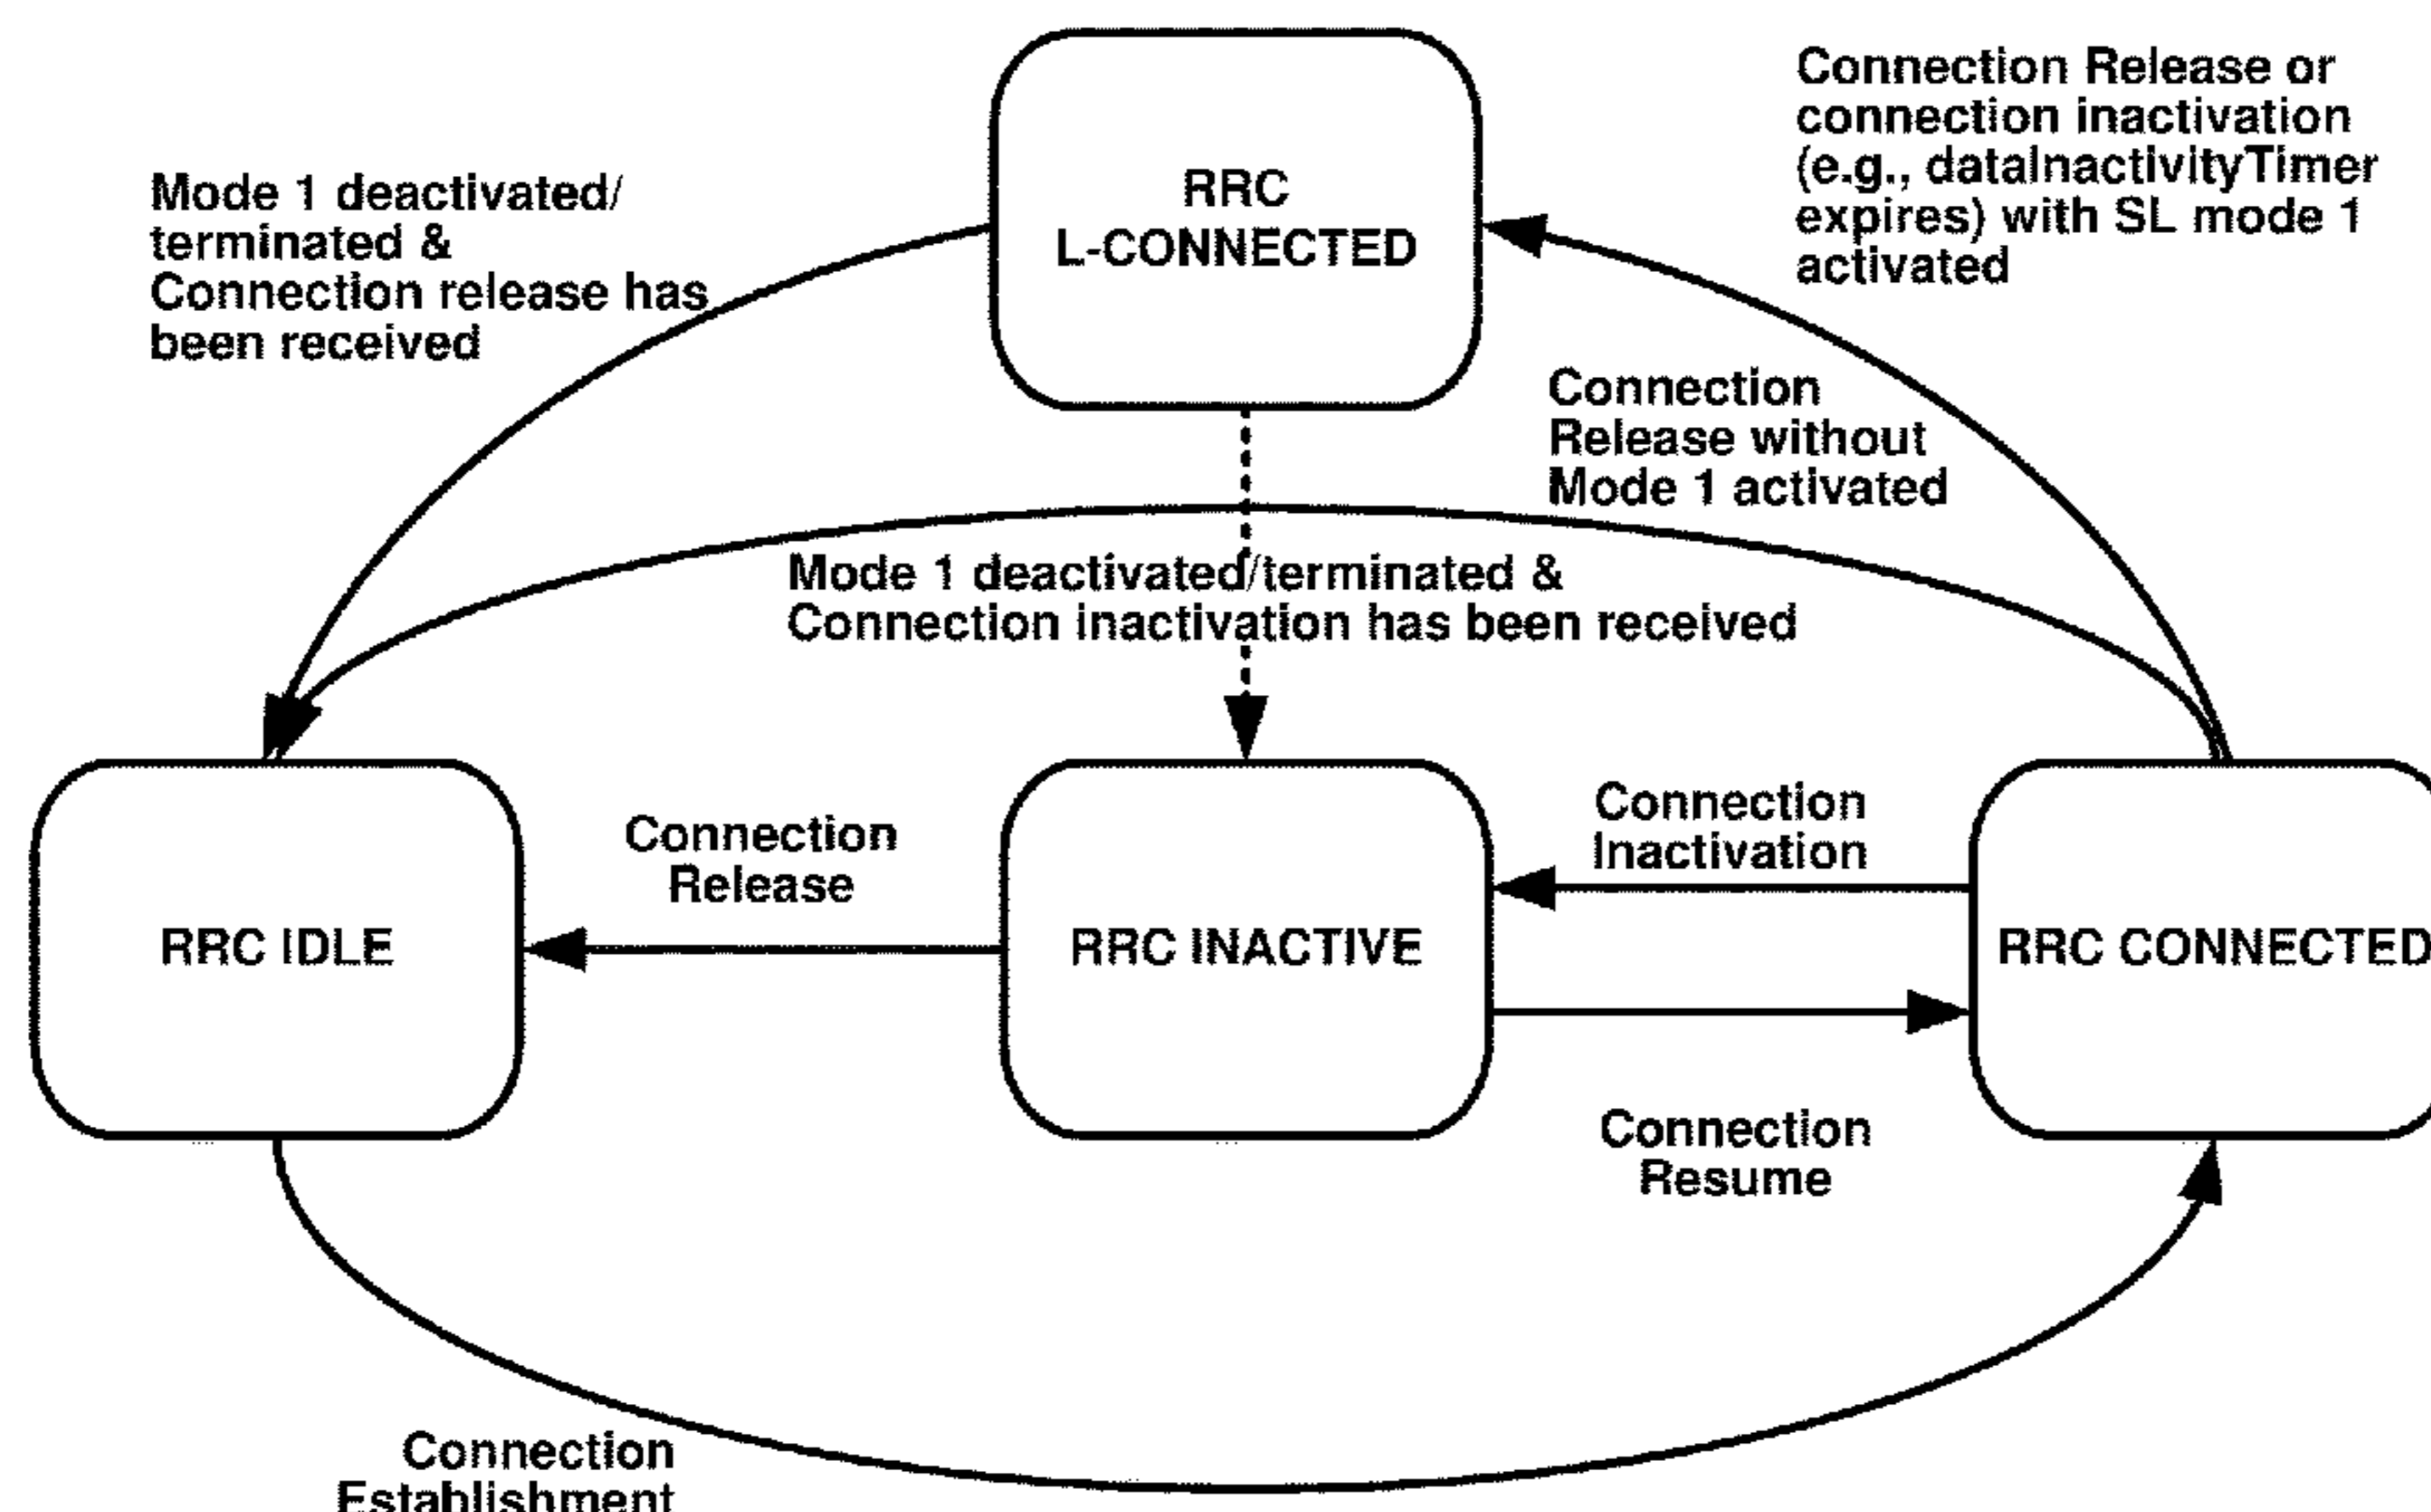 Connection Release or
connection inactivation
(e.g., dataInactivityTimer
expires) with SL mode 1
activated
RRC
L-CONNECTED
Mode 1 deactivated/
terminated &
Connection release has
been received
Connection
Release without
Mode 1 activated
Mode 1 deactivated/terminated &
Connection inactivation has been received
Connection
Release
Connection
Inactivation
RRC IDLE
RRC INACTIVE
RRC CONNECTED
Connection
Resume
Connection
Establishment